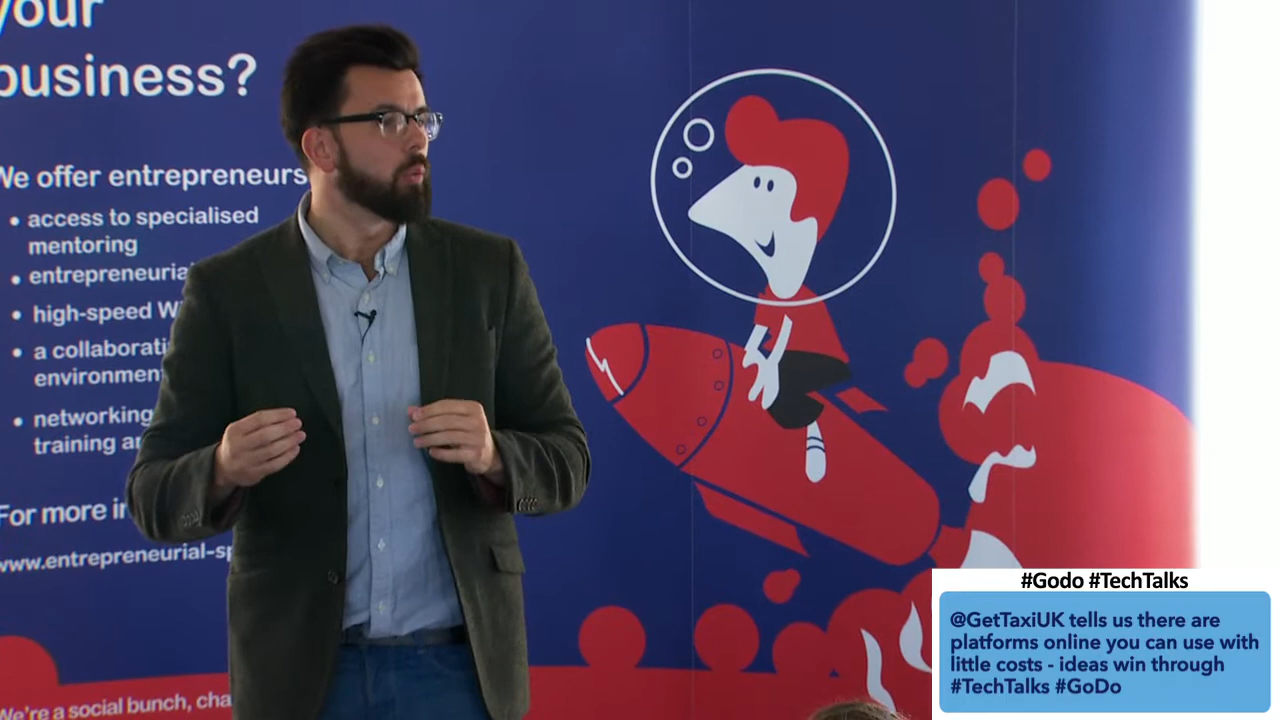 your
business?
We offer entrepreneurs
• access to specialised
mentoring
• entrepreneurial
• high-speed W
• a collaborati
environmen
• networking
training a
For more in
www.entrepreneurial-sp
We're a social bunch, cha
#Godo #TechTalks
@GetTaxiUK tells us there are
platforms online you can use with
little costs - ideas win through
#TechTalks #GoDo